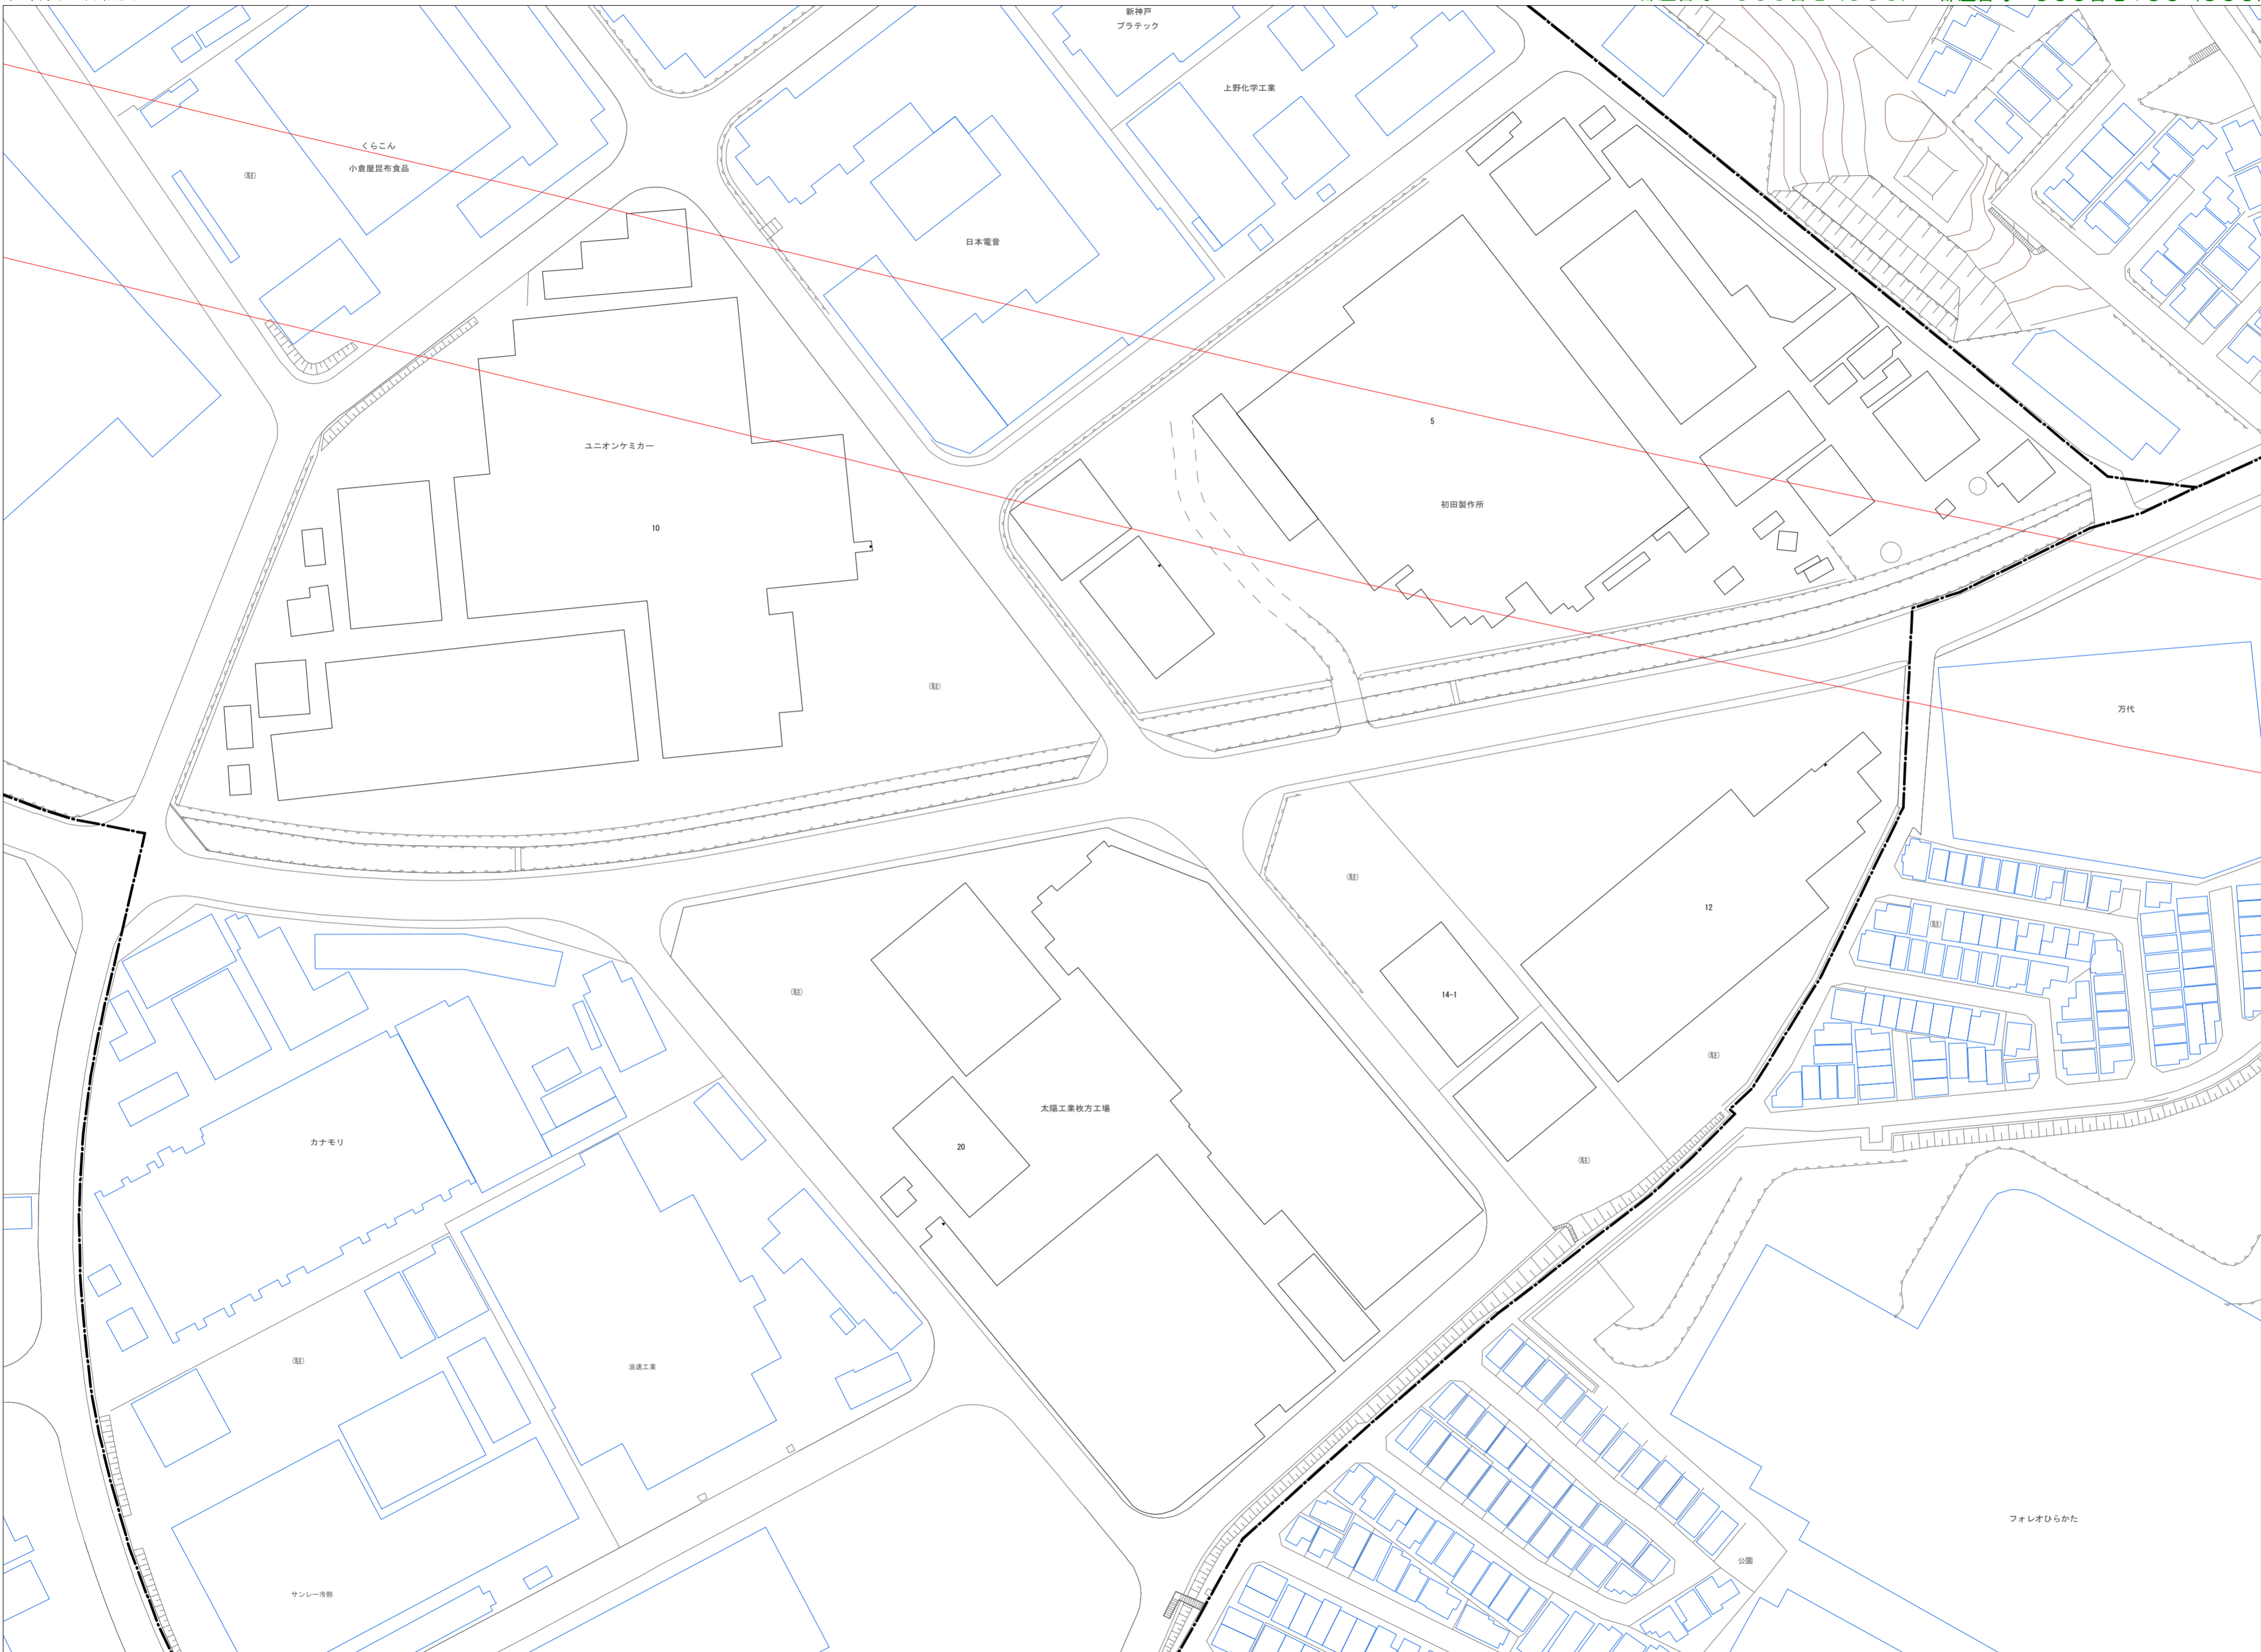 新神戸
プラテック
上野化学工業
くらこん
小倉屋昆布食品
(駐)
日本電音
5
ユニオンケミカー
初田製作所
10
(駐)
万代
(駐)
12
(駐)
(駐)
14-1
(駐)
太陽工業枚方工場
カナモリ
20
(駐)
(駐)
浪速工業
フォレオひらかた
公園
サンレー冷熱